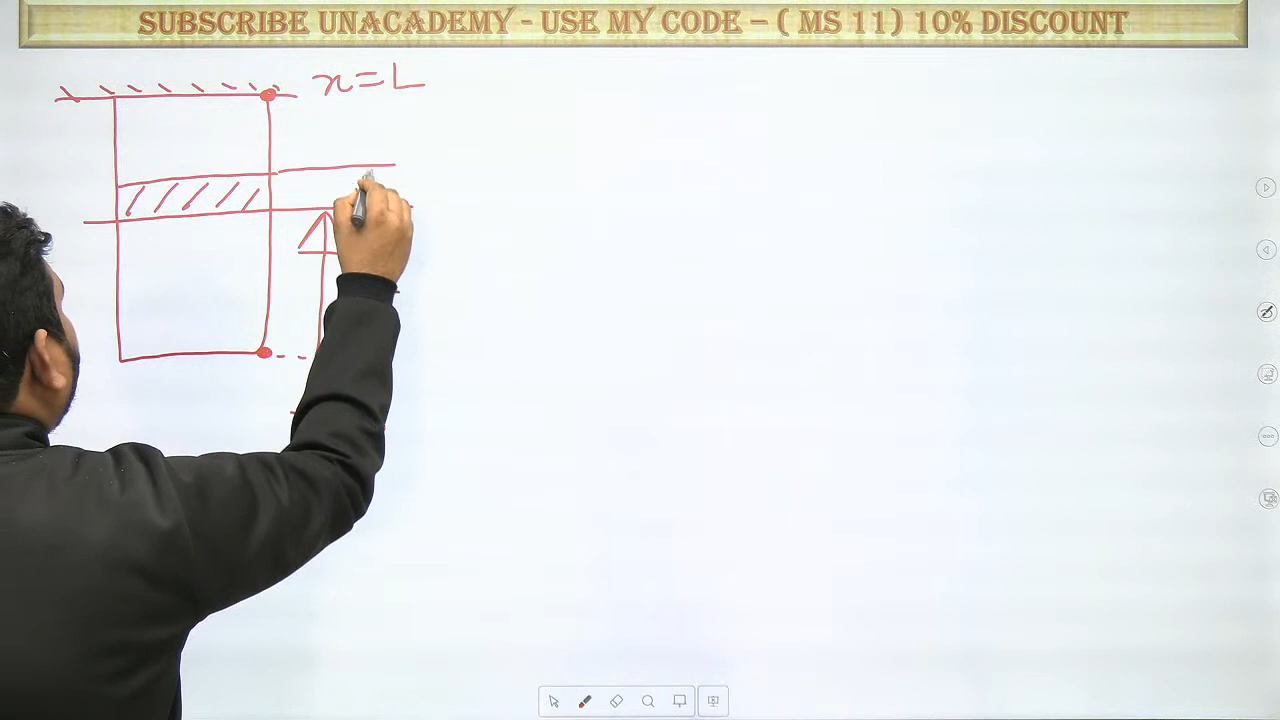 SUBSCRIBE UNACADEMY - USE MY CODE – ( MS 11) 10% DISCOUNT
x=L